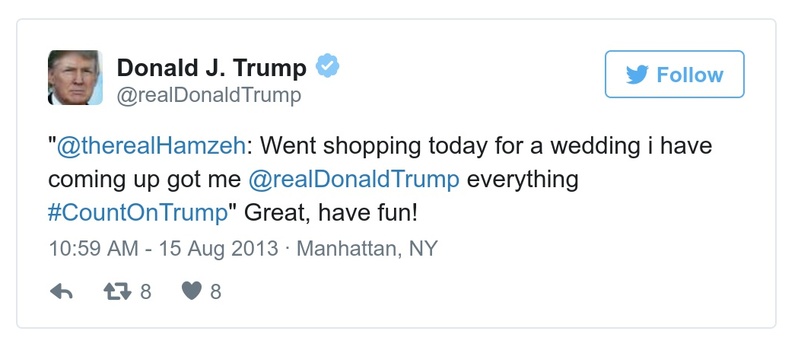 Donald J. Trump
@realDonaldTrump
Follow
"@therealHamzeh: Went shopping today for a wedding i have
coming up got me @realDonaldTrump everything
#CountOnTrump" Great, have fun!
10:59 AM - 15 Aug 2013 · Manhattan, NY
8 8